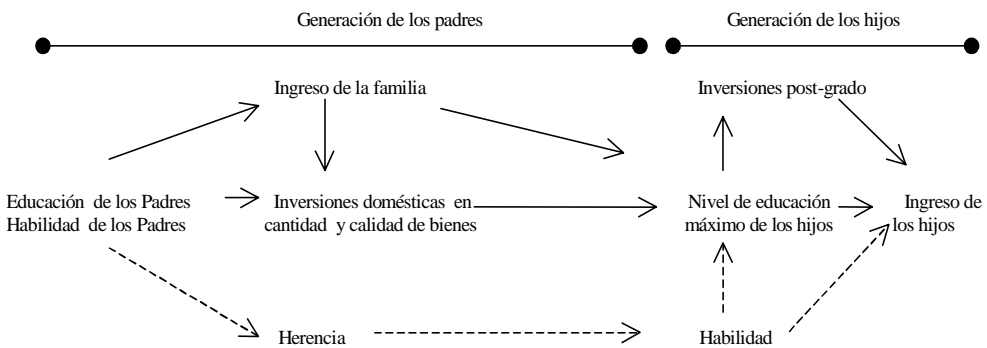 Generación de los padres
Generación de los hijos
Ingreso de la familia
Inversiones post-grado
Educación de los Padres
Habilidad de los Padres
Inversiones domésticas en
cantidad y calidad de bienes
Nivel de educación
máximo de los hijos
Ingreso de
los hijos
Herencia
Habilidad